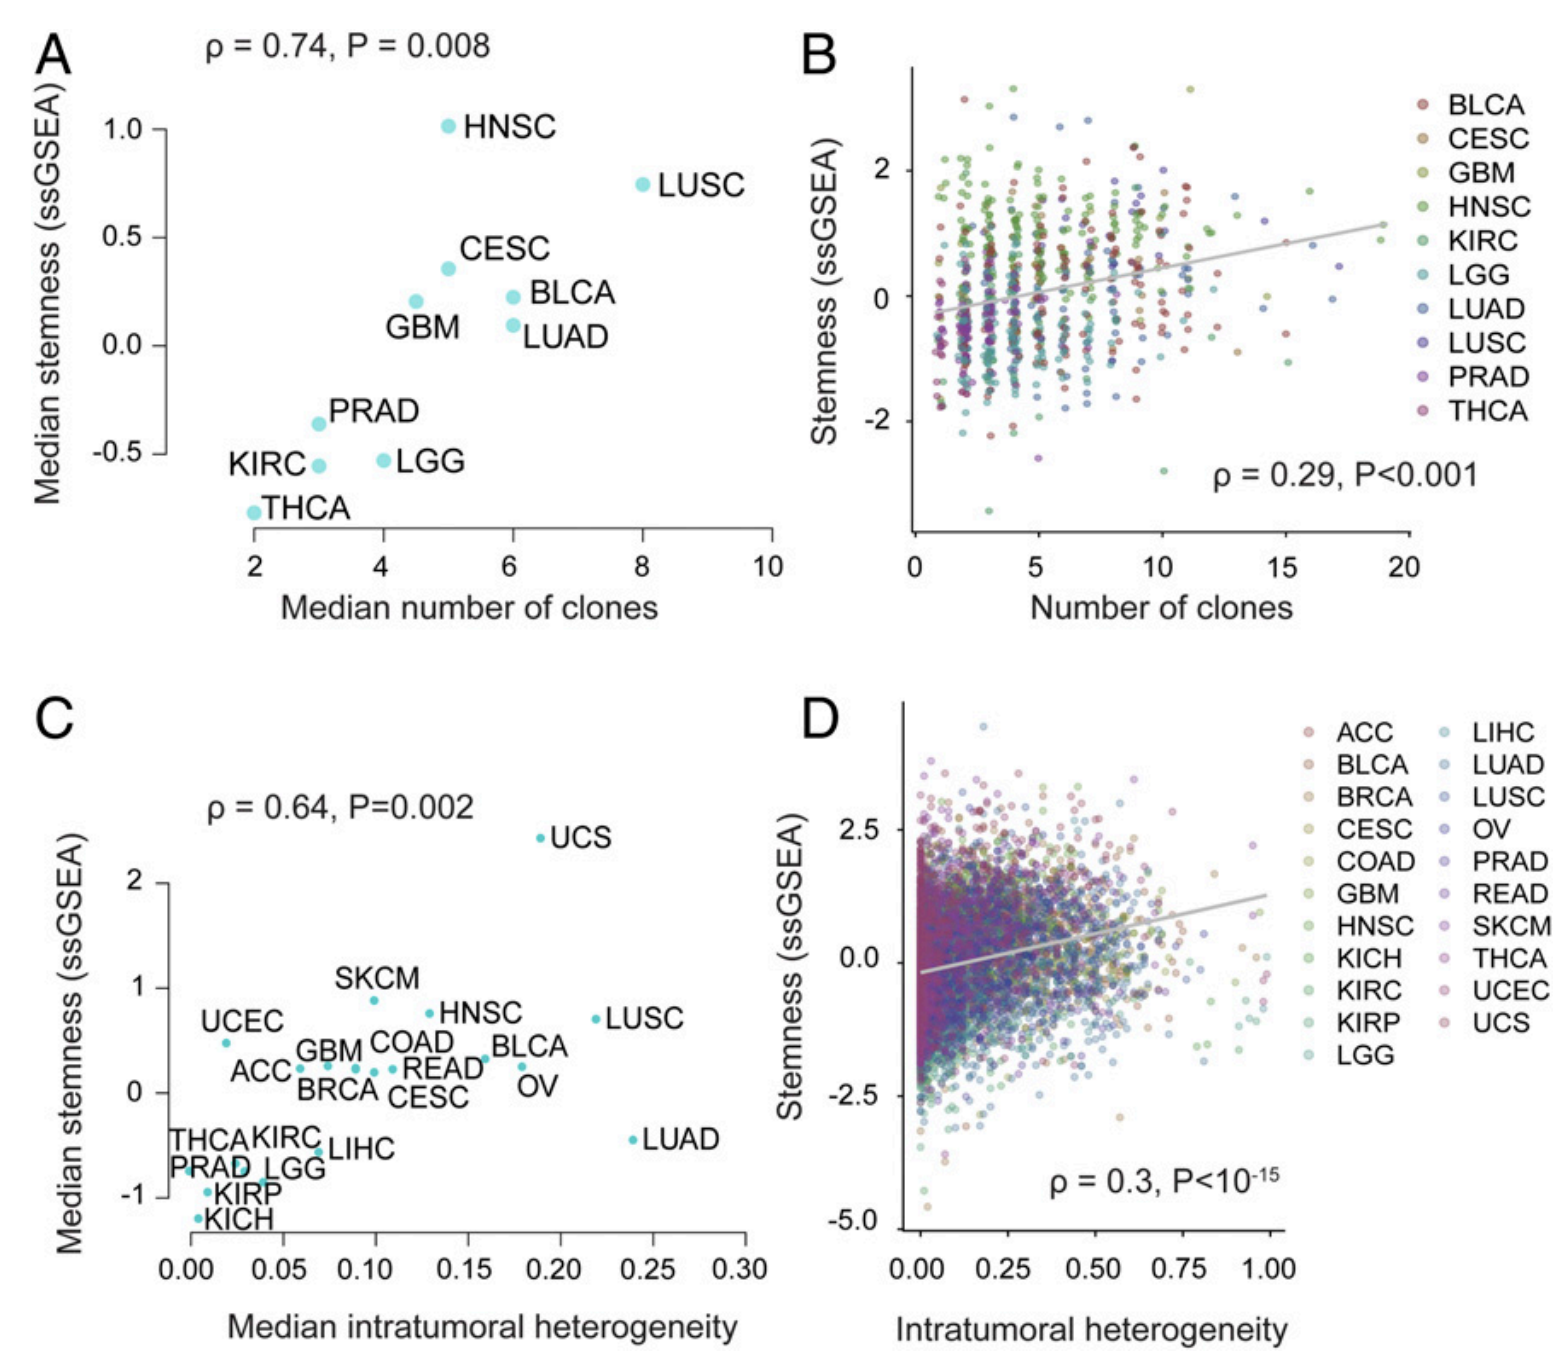 A
ρ = 0.74, P = 0.008
Median stemness (ssGSEA)
1.0
0.5
0.0
-0.5
HNSC
LUSC
CESC
BLCA
GBM
LUAD
PRAD
KIRC
LGG
THCA
2 4 6 8 10
Median number of clones
B
Stemness (ssGSEA)
2
0
-2
BLCA
CESC
GBM
HNSC
KIRC
LGG
LUAD
LUSC
PRAD
THCA
ρ = 0.29, P<0.001
0 5 10 15 20
Number of clones
C
ρ = 0.64, P=0.002
Median stemness (ssGSEA)
2
1
0
-1
UCS
SKCM
HNSC
LUSC
UCEC
GBM
COAD
BLCA
ACC
READ
BRCA
CESC
OV
LUAD
THCA
KIRC
LIHC
PRAD
LGG
KIRP
KICH
0.00 0.05 0.10 0.15 0.20 0.25 0.30
Median intratumoral heterogeneity
D
Stemness (ssGSEA)
2.5
0.0
-2.5
-5.0
ACC
BLCA
BRCA
CESC
COAD
GBM
HNSC
KICH
KIRC
KIRP
LGG
LIHC
LUAD
LUSC
OV
PRAD
READ
SKCM
THCA
UCEC
UCS
ρ = 0.3, P<10-15
0.00 0.25 0.50 0.75 1.00
Intratumoral heterogeneity